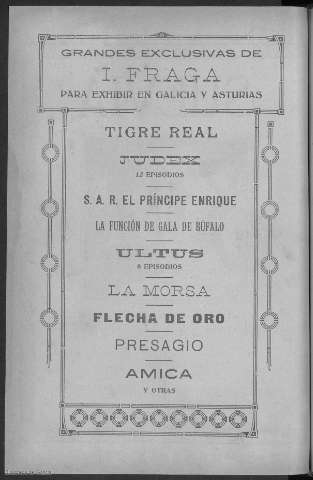 GRANDES EXCLUSIVAS DE
I. FRAGA
PARA EXHIBIR EN GALICIA Y ASTURIAS
TIGRE REAL
JUDEX
12 EPISODIOS
S. A. R. EL PRÍNCIPE ENRIQUE
LA FUNCIÓN DE GALA DE BÚFALO
ULTUS
8 EPISODIOS
LA MORSA
FLECHA DE ORO
PRESAGIO
AMICA
Y OTRAS